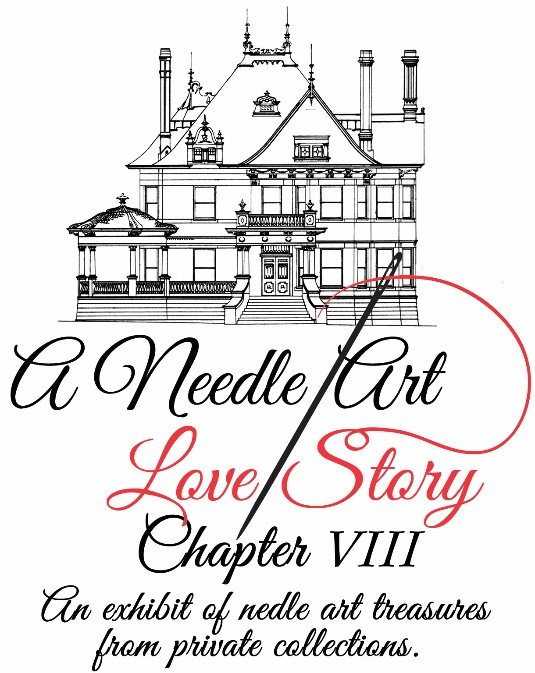 A Needle Art
Love Story
Chapter VIII
An exhibit of nedle art treasures
from private collections.